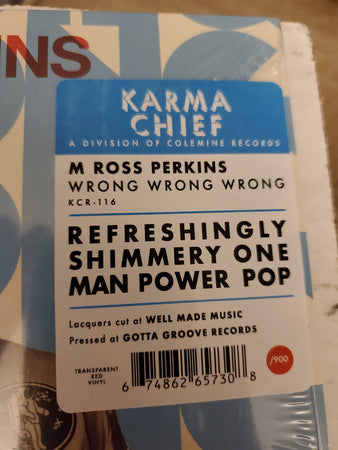 NS
KARMA
CHIEF
A DIVISION OF COLEMINE RECORDS
M ROSS PERKINS
WRONG WRONG WRONG
KCR-116
REFRESHINGLY
SHIMMERY ONE
MAN POWER POP
Lacquers cut at WELL MADE MUSIC
Pressed at GOTTA GROOVE RECORDS
TRANSPARENT
RED
VINYL
6 74862 65730 8
/900